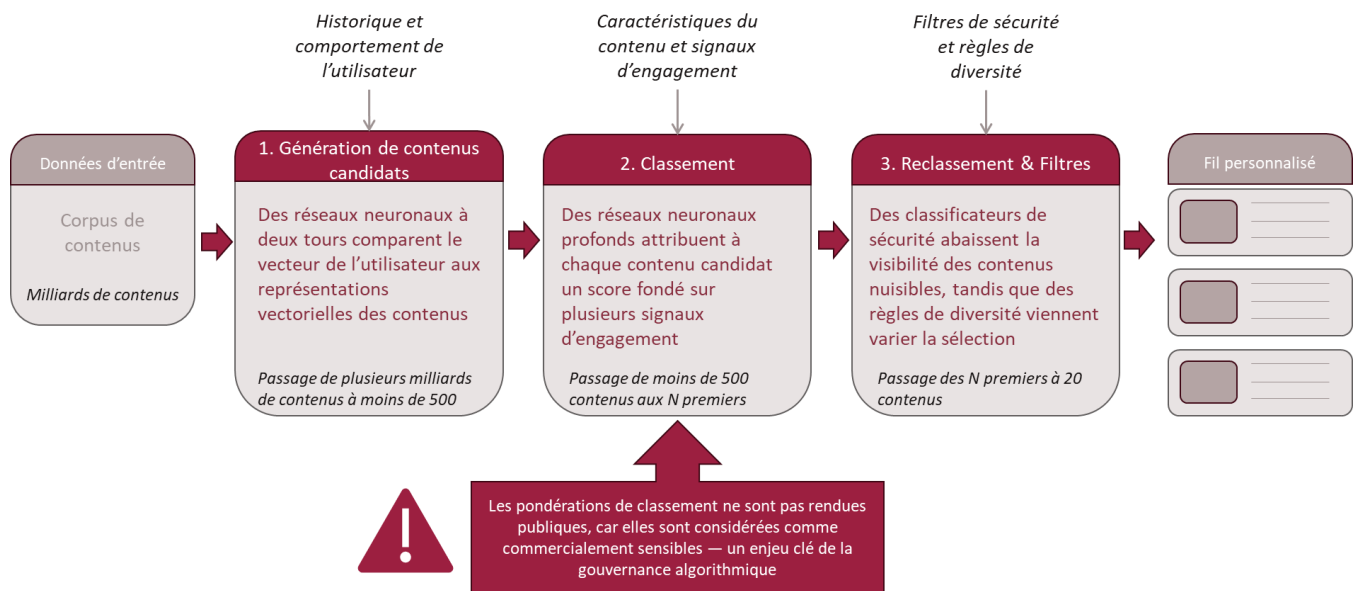 Historique et
comportement de
l’utilisateur
Caractéristiques du
contenu et signaux
d’engagement
Filtres de sécurité
et règles de
diversité
Données d’entrée
Corpus de
contenus
Milliards de contenus
1. Génération de contenus
candidats
Des réseaux neuronaux à
deux tours comparent le
vecteur de l’utilisateur aux
représentations
vectorielles des contenus
Passage de plusieurs milliards
de contenus à moins de 500
2. Classement
Des réseaux neuronaux
profonds attribuent à
chaque contenu candidat
un score fondé sur
plusieurs signaux
d’engagement
Passage de moins de 500
contenus aux N premiers
3. Reclassement & Filtres
Des classificateurs de
sécurité abaissent la
visibilité des contenus
nuisibles, tandis que des
règles de diversité viennent
varier la sélection
Passage des N premiers à 20
contenus
Fil personnalisé
Les pondérations de classement ne sont pas rendues
publiques, car elles sont considérées comme
commercialement sensibles — un enjeu clé de la
gouvernance algorithmique